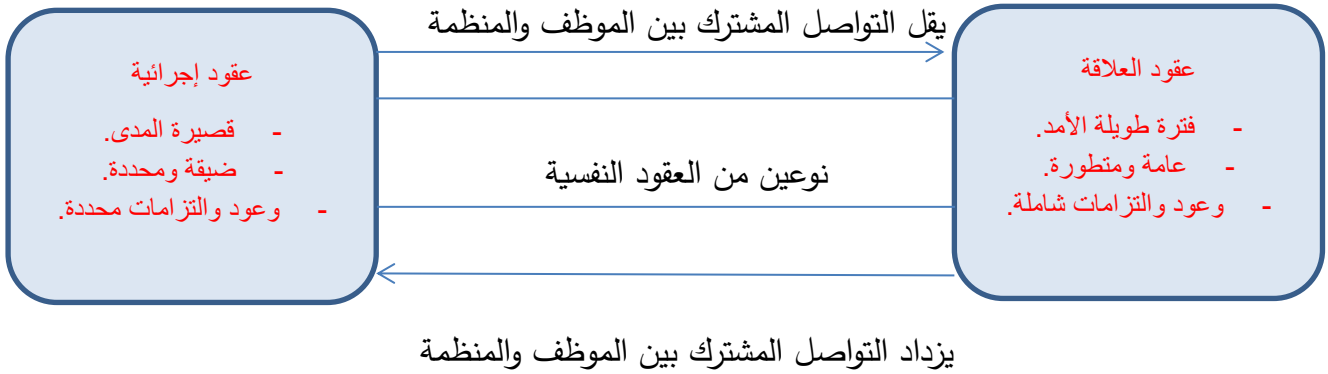 يقل التواصل المشترك بين الموظف والمنظمة
عقود العلاقة
- فترة طويلة الأمد.
- عامة ومتطورة.
- وعود والتزامات شاملة.
نوعين من العقود النفسية
عقود إجرائية
- قصيرة المدى.
- ضيقة ومحددة.
- وعود والتزامات محددة.
يزداد التواصل المشترك بين الموظف والمنظمة